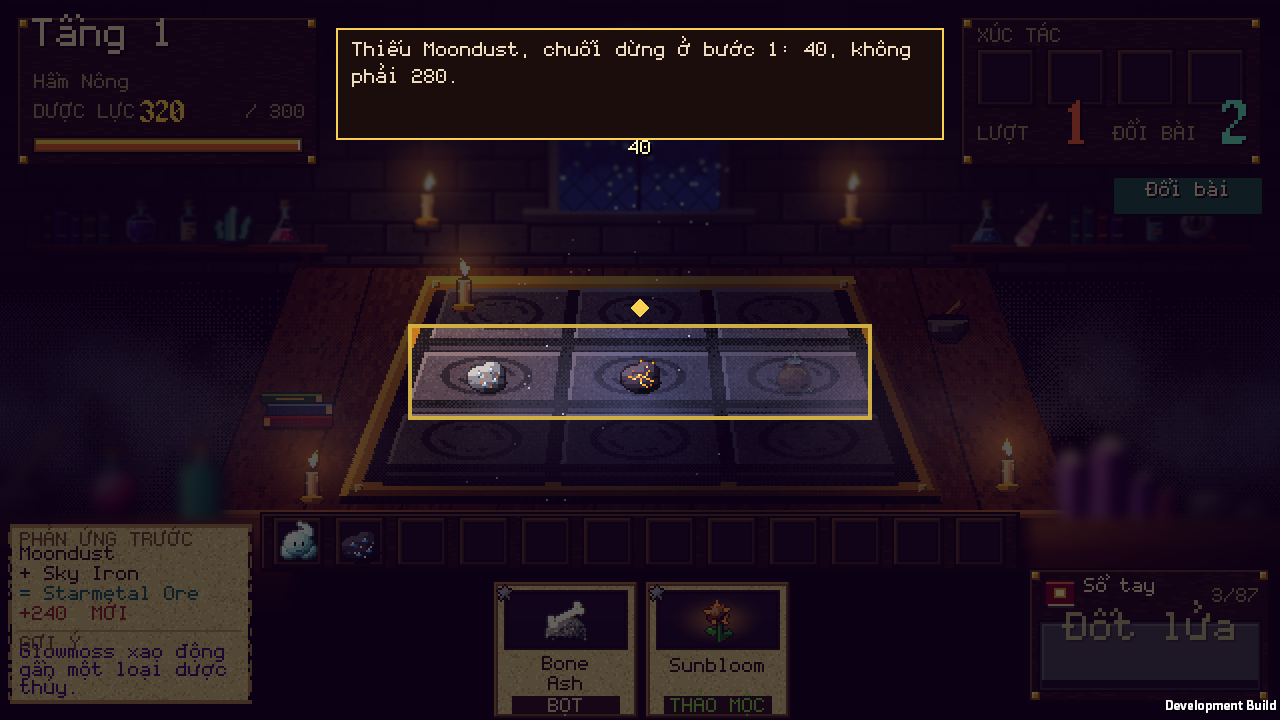 Tầng 1
Hầm Nông
DƯỢC LỰC 320 / 300
Thiếu Moondust, chuỗi dừng ở bước 1: 40, không
phải 280.
40
XÚC TÁC
LƯỢT 1 ĐỔI BÀI 2
Đổi bài
PHẢN ỨNG TRƯỚC
Moondust
+ Sky Iron
= Starmetal Ore
+240 MỚI
GỢI Ý
Glowmoss xao động
gần một loại dược
thủy.
Bone
Ash
BỘT
Sunbloom
THẢO MỘC
Sổ tay
3/87
Đốt lửa
Development Build